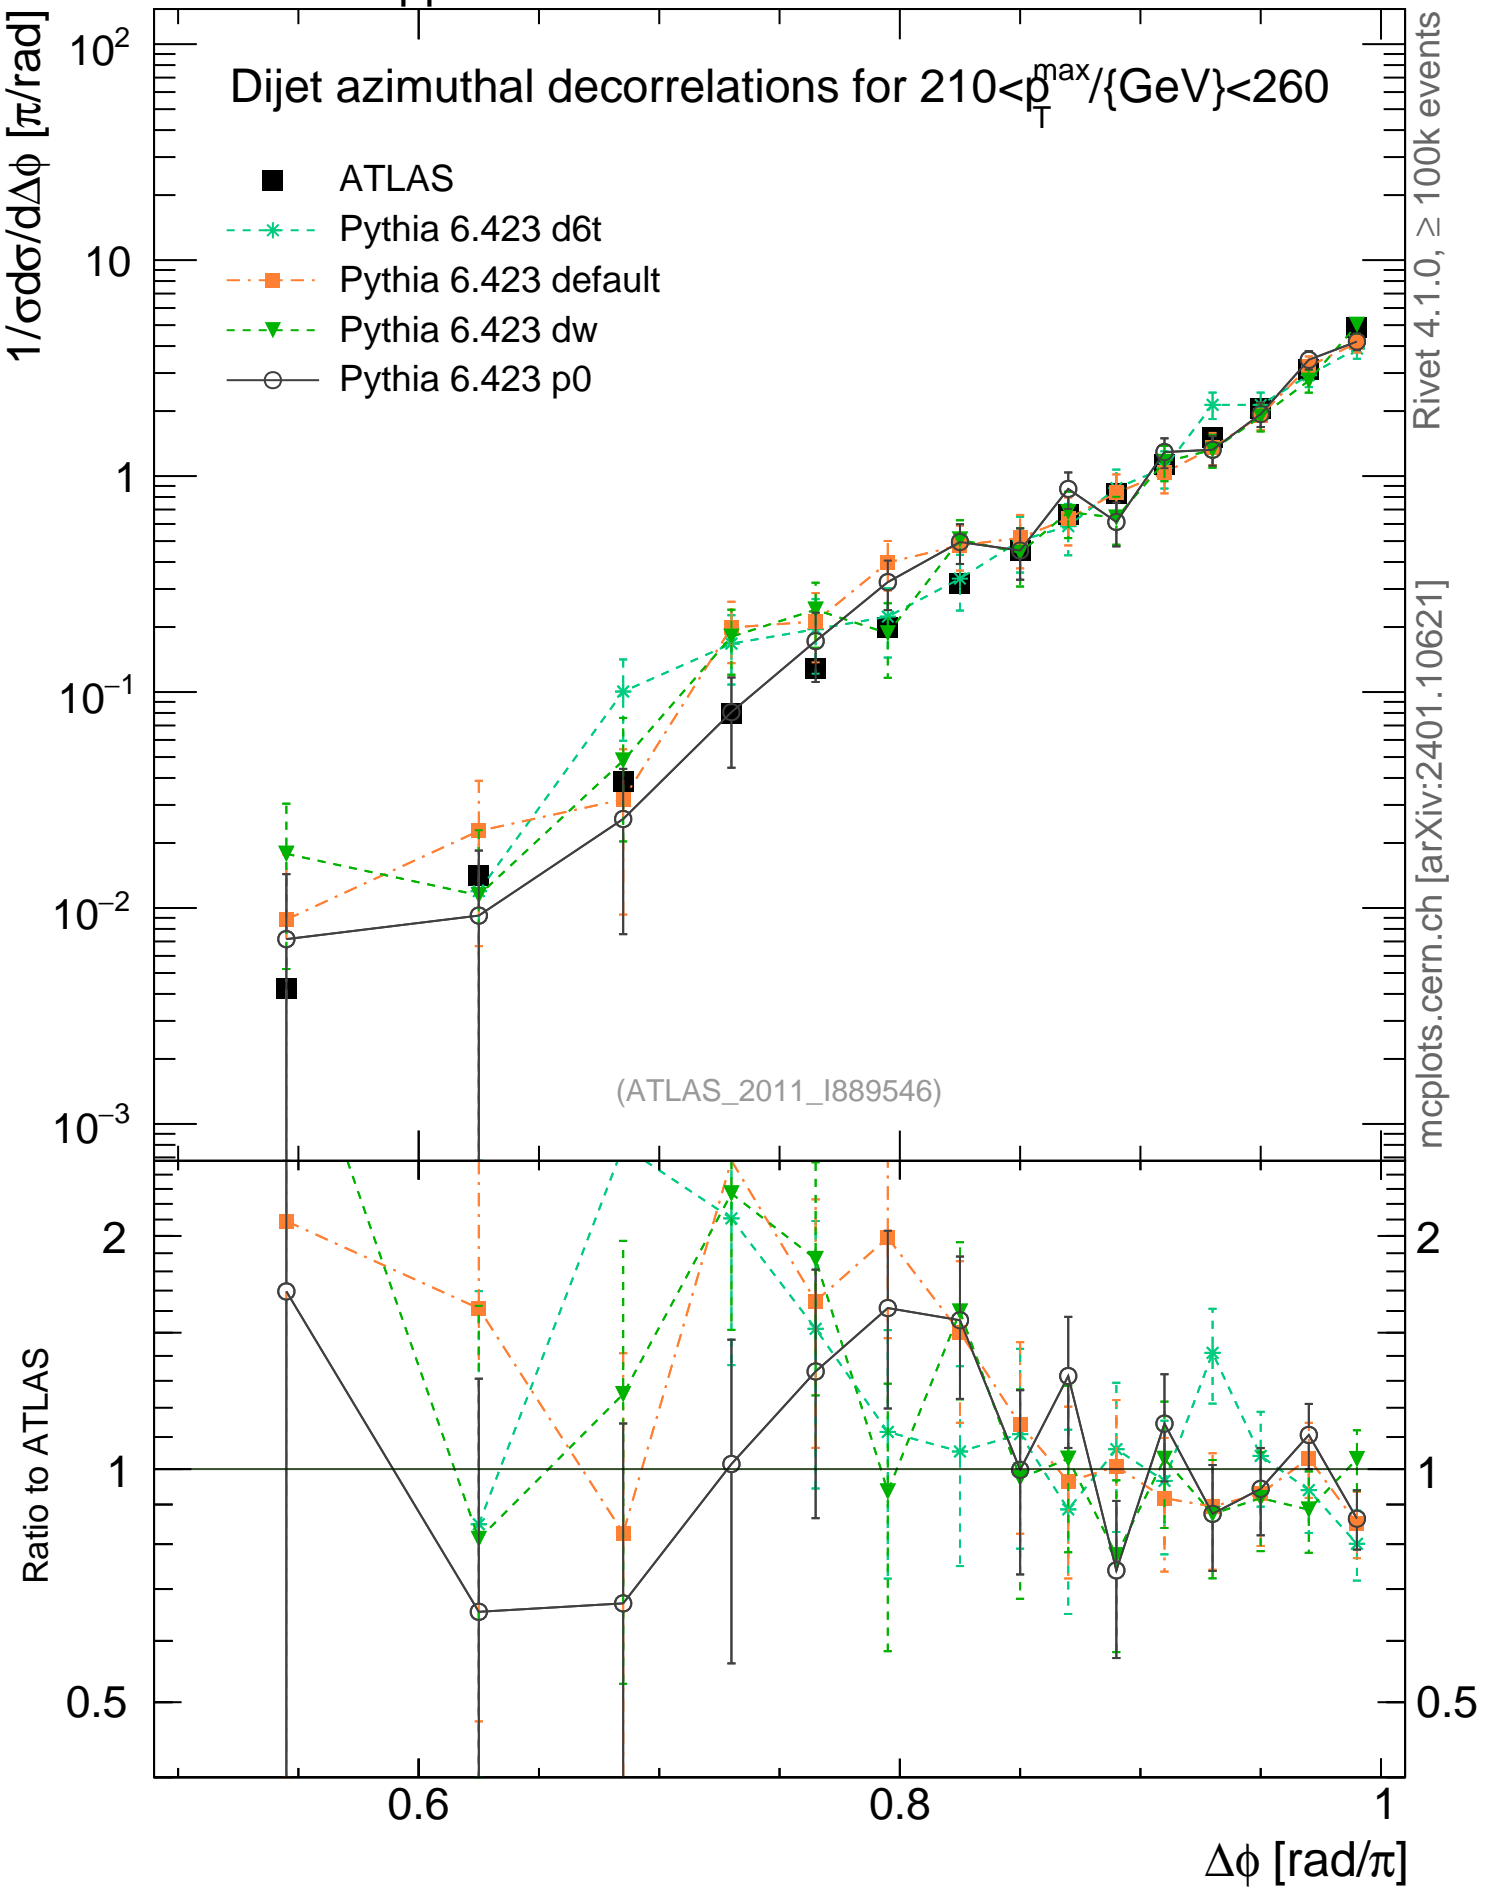 Dijet azimuthal decorrelations for 210<p_T^max/{GeV}<260
1/σdσ/dΔϕ [π/rad]
ATLAS
Pythia 6.423 d6t
Pythia 6.423 default
Pythia 6.423 dw
Pythia 6.423 p0
10²
10
1
10⁻¹
10⁻²
10⁻³
(ATLAS_2011_I889546)
Rivet 4.1.0, ≥ 100k events
mcplots.cern.ch [arXiv:2401.10621]
Ratio to ATLAS
2
1
0.5
2
1
0.5
0.6
0.8
1
Δϕ [rad/π]